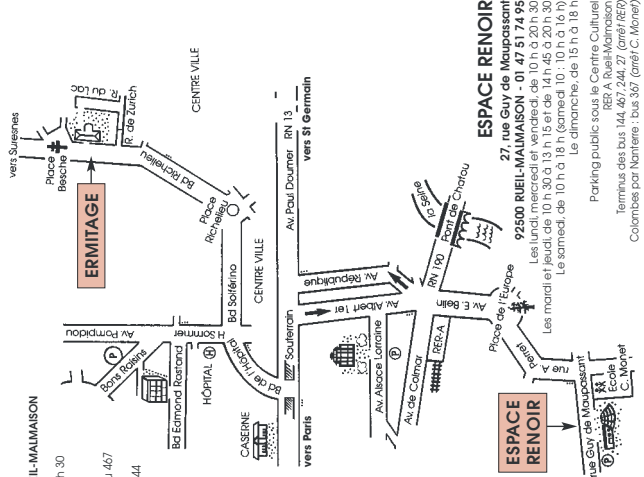 vers Suresnes
Place
Besche
R. du Lac
R. de Zurich
ERMITAGE
Bd Richelieu
CENTRE VILLE
Place
Richelieu
Av. Pompidou
P
Bons Raisins
H. Sommier
Bd Solférino
CENTRE VILLE
Bd Edmond Rostand
HÔPITAL H
Bd de l'Hôpital
CASERNE
Souterrain
Av. Paul Doumer RN 13
vers Paris
vers St Germain
Av. République
Av. Albert 1er
Av. Alsace Lorraine
P
Av. de Colmar
RER-A
RN 190
Pont de Chatou
la Seine
Av. E. Belin
Place de l'Europe
rue A. Perret
ESPACE
RENOIR
rue Guy de Maupassant
P
École
C. Monet
IL-MALMAISON
h 30
u 467
44
ESPACE RENOIR
27, rue Guy de Maupassant
92500 RUEIL-MALMAISON - 01 47 51 74 95
Les lundi, mercredi et vendredi, de 10 h à 20 h 30
Les mardi et jeudi, de 10 h 30 à 13 h 15 et de 14 h 45 à 20 h 30
Le samedi, de 10 h à 18 h (samedi 10 : 10 h à 16 h)
Le dimanche, de 15 h à 18 h
Parking public sous le Centre Culturel
RER A Rueil-Malmaison
Terminus des bus 144, 467, 244, 27 (arrêt RER)
Colombes par Nanterre : bus 367 (arrêt C. Monet)